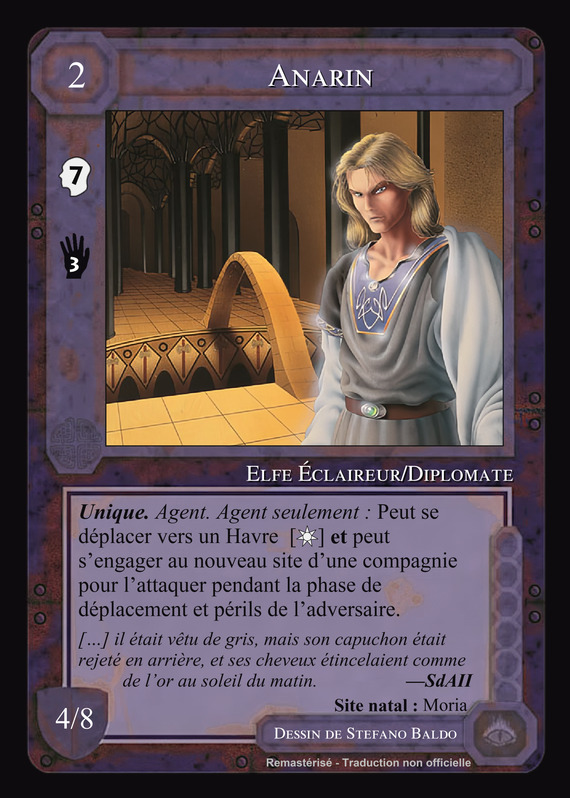 2
ANARIN
7
3
ELFE ÉCLAIREUR/DIPLOMATE
Unique. Agent. Agent seulement : Peut se
déplacer vers un Havre [ ] et peut
s’engager au nouveau site d’une compagnie
pour l’attaquer pendant la phase de
déplacement et périls de l’adversaire.
[…] il était vêtu de gris, mais son capuchon était
rejeté en arrière, et ses cheveux étincelaient comme
de l’or au soleil du matin. —SdAII
Site natal : Moria
4/8
DESSIN DE STEFANO BALDO
Remastérisé - Traduction non officielle